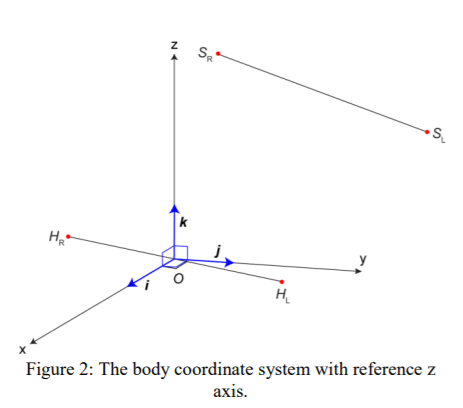 z
S_R
S_L
k
H_R
j
y
i
O
H_L
x
Figure 2: The body coordinate system with reference z
axis.